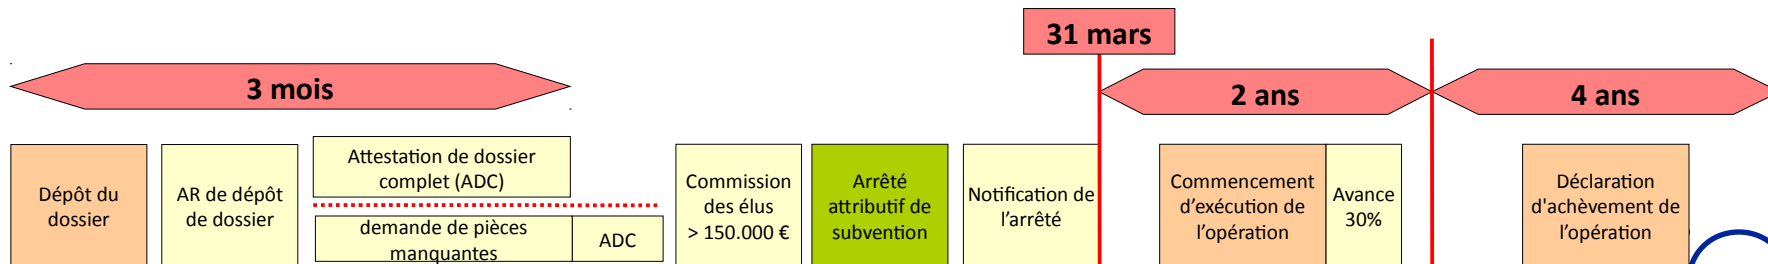 31 mars
3 mois
2 ans
4 ans
Dépôt du
dossier
AR de dépôt
de dossier
Attestation de dossier
complet (ADC)
demande de pièces
manquantes
ADC
Commission
des élus
> 150.000 €
Arrêté
attributif de
subvention
Notification de
l’arrêté
Commencement
d’exécution de
l’opération
Avance
30%
Déclaration
d'achèvement de
l’opération